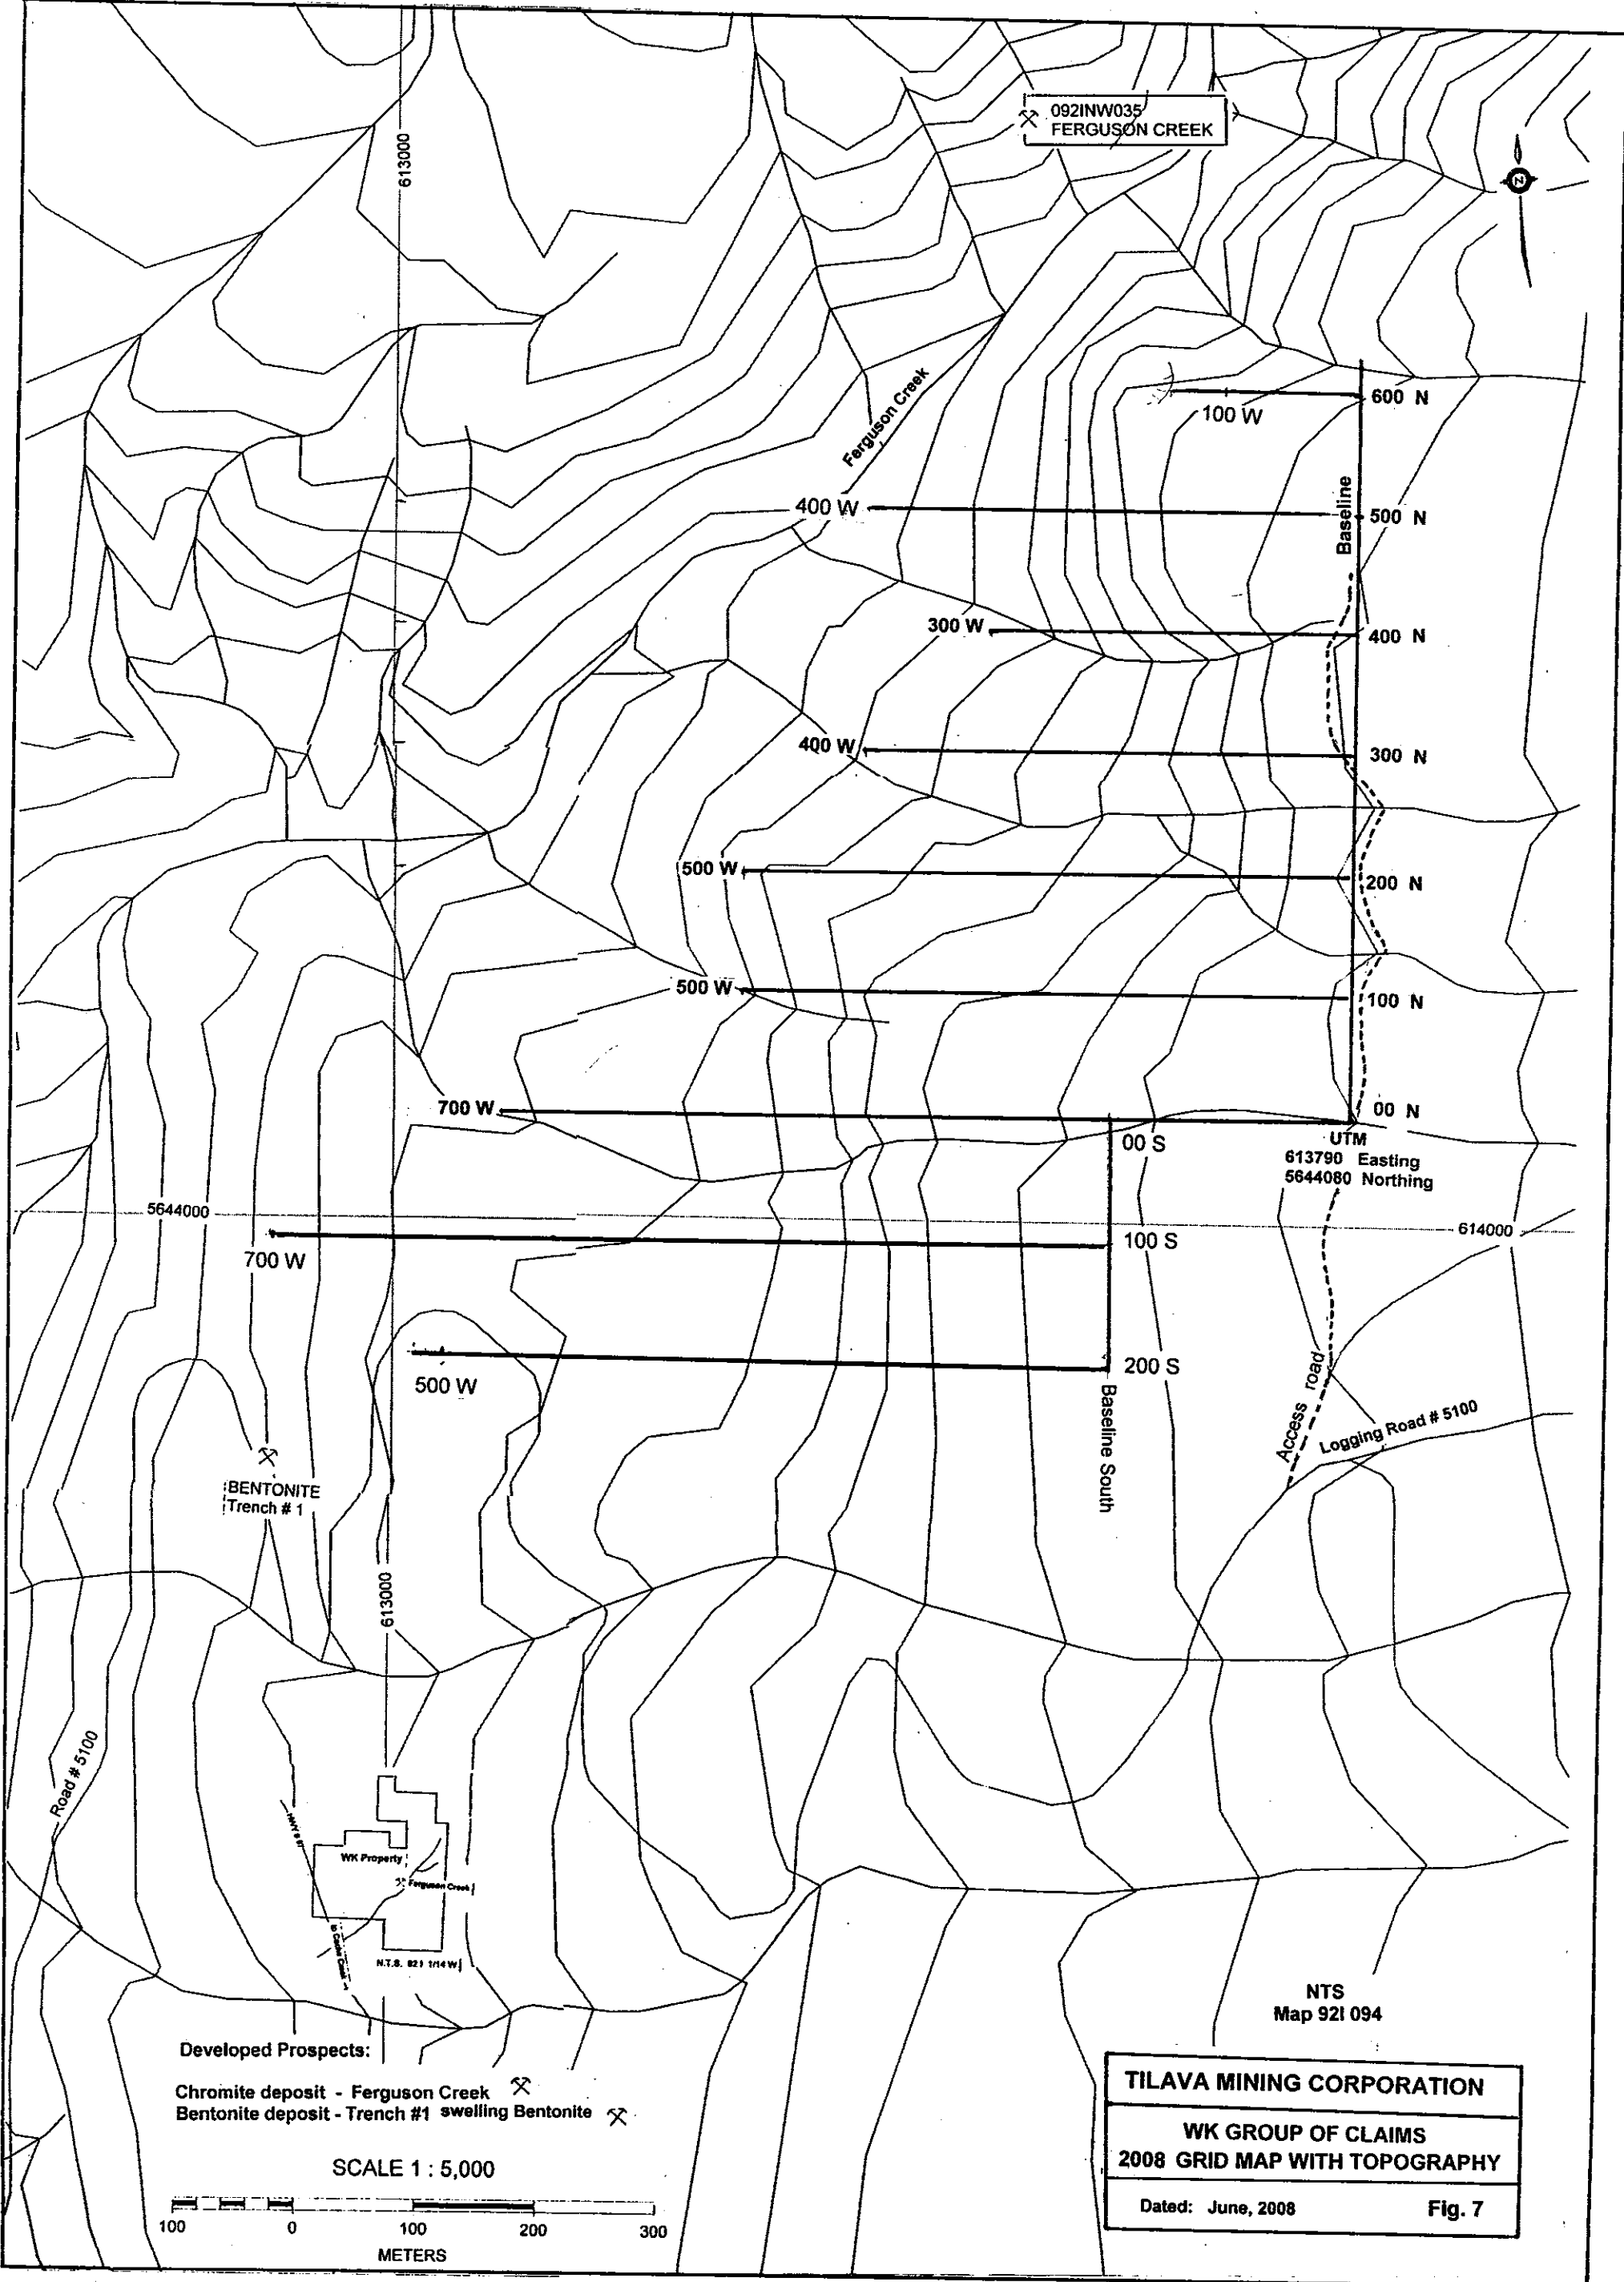 092INW035
FERGUSON CREEK
613000
N
Ferguson Creek
100 W
600 N
Baseline
400 W
500 N
300 W
400 N
400 W
300 N
500 W
200 N
500 W
100 N
700 W
00 N
00 S
UTM
613790 Easting
5644080 Northing
5644000
614000
700 W
100 S
500 W
200 S
Baseline South
Access road
Logging Road # 5100
BENTONITE
Trench # 1
613000
Road # 5100
WK Property
Ferguson Creek
NTS
Map 92I 094
Developed Prospects:
Chromite deposit - Ferguson Creek
Bentonite deposit - Trench #1 swelling Bentonite
SCALE 1 : 5,000
100 0 100 200 300
METERS
TILAVA MINING CORPORATION
WK GROUP OF CLAIMS
2008 GRID MAP WITH TOPOGRAPHY
Dated: June, 2008 Fig. 7